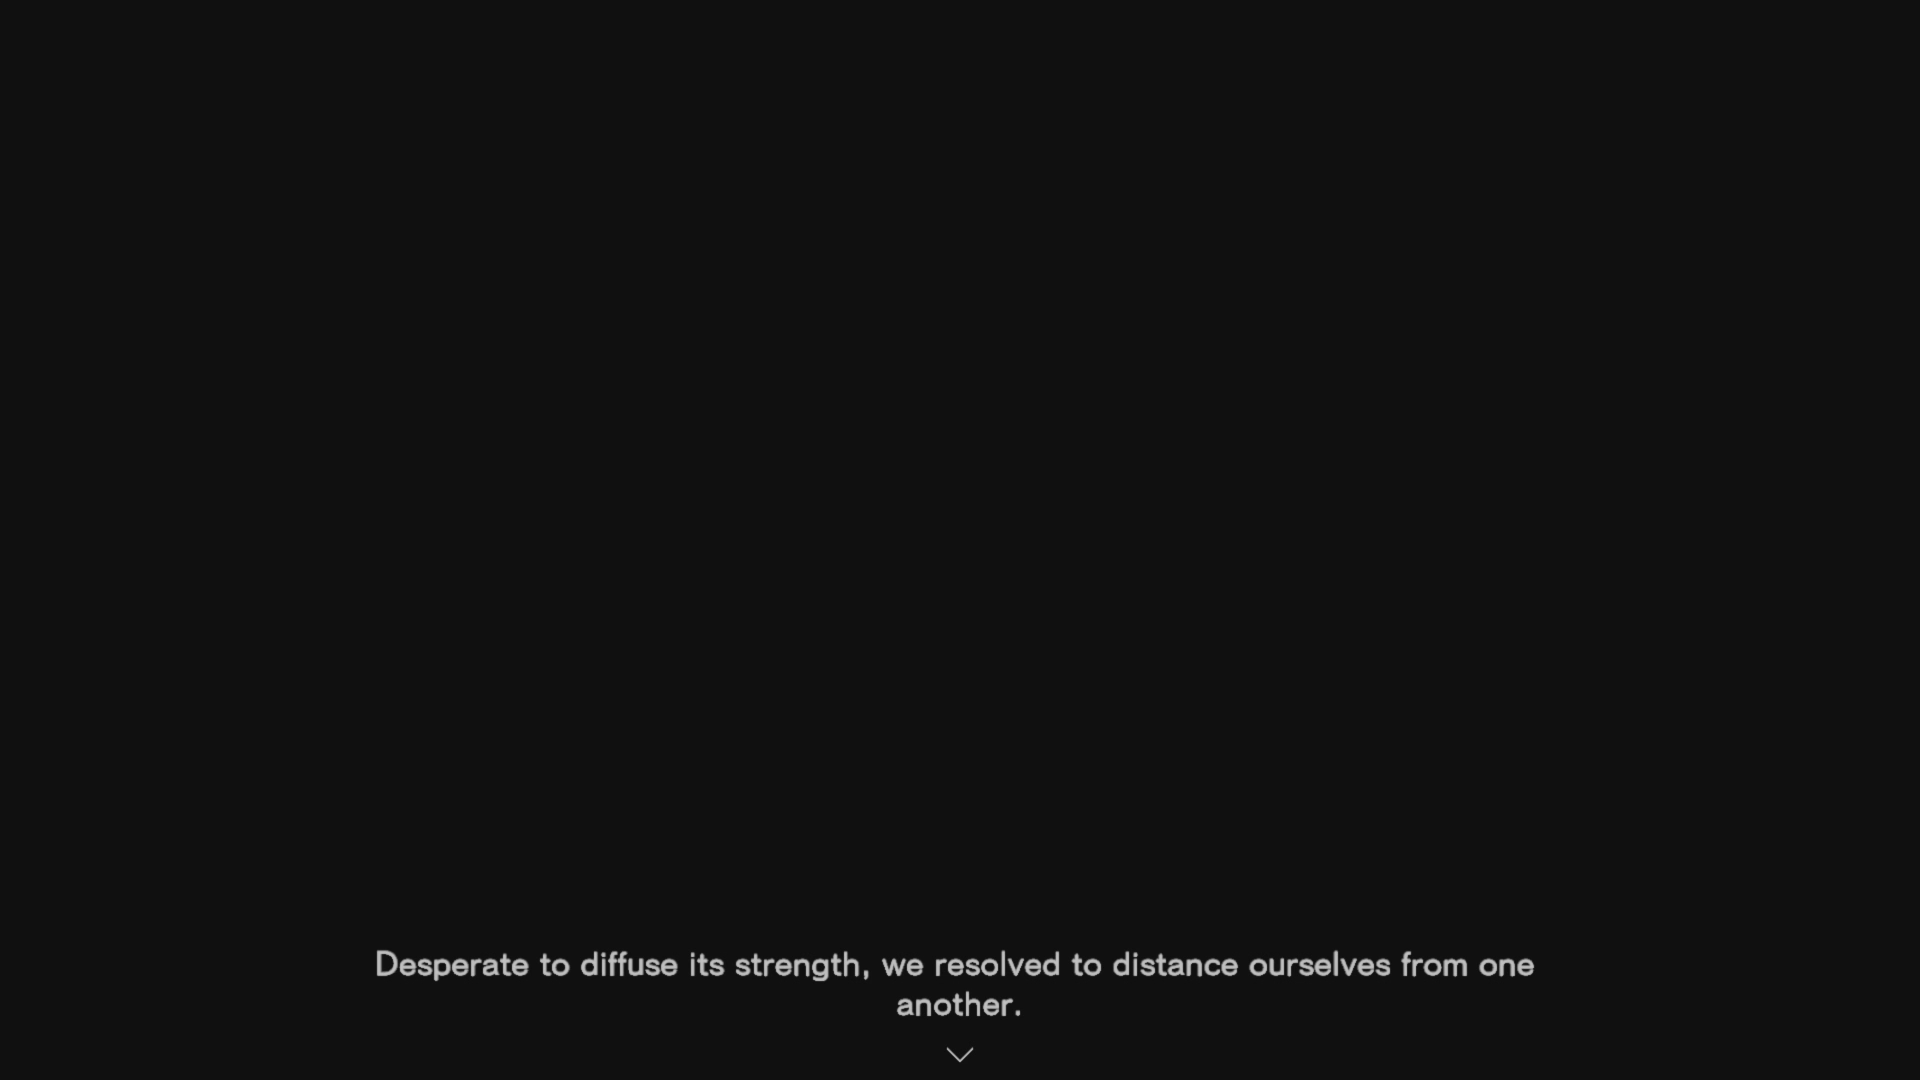 Desperate to diffuse its strength, we resolved to distance ourselves from one
another.